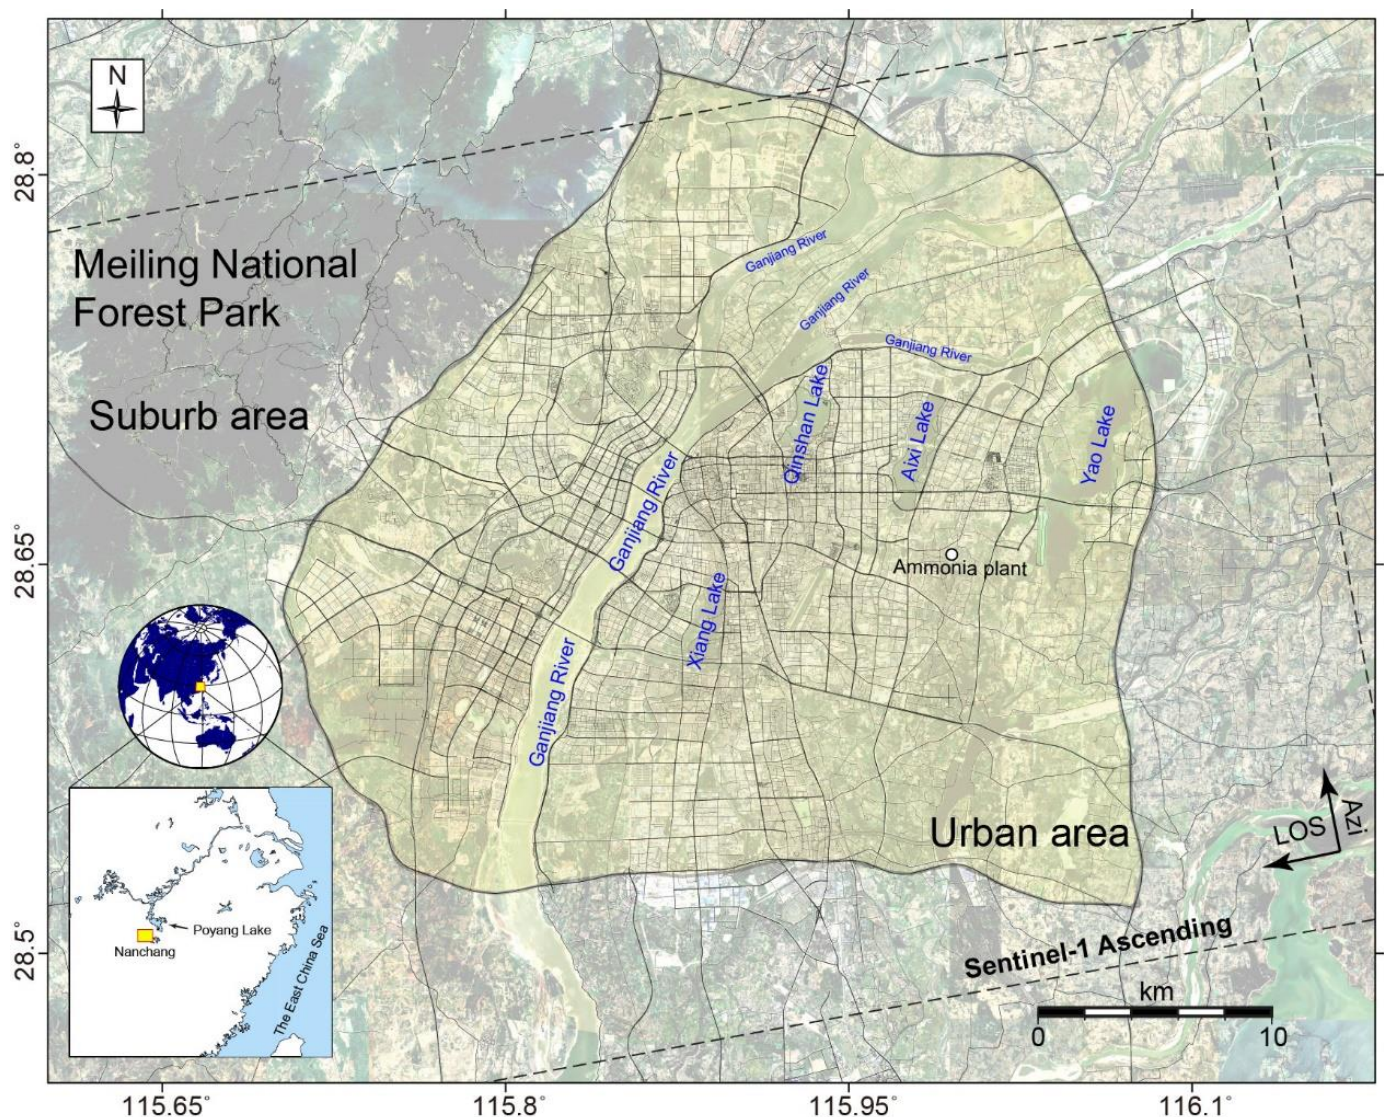 N
28.8°
28.65°
28.5°
Meiling National
Forest Park
Suburb area
Ganjiang River
Ganjiang River
Ganjiang River
Qinshan Lake
Aixi Lake
Yao Lake
Ganjiang River
Ammonia plant
Xiang Lake
Ganjiang River
Urban area
LOS
Azi
Sentinel-1 Ascending
km
0 10
Poyang Lake
Nanchang
The East China Sea
115.65° 115.8° 115.95° 116.1°